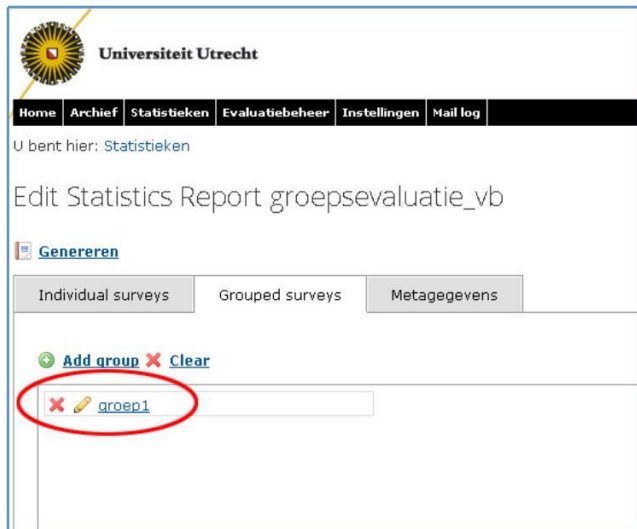 Universiteit Utrecht
Home Archief Statistieken Evaluatiebeheer Instellingen Mail log
U bent hier: Statistieken
Edit Statistics Report groepsevaluatie_vb
Genereren
Individual surveys Grouped surveys Metagegevens
Add group Clear
groep1